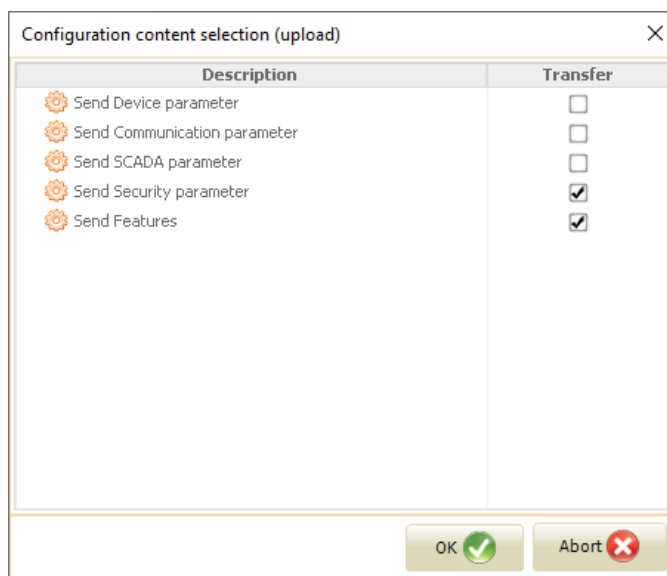 Configuration content selection (upload)
Description Transfer
Send Device parameter
Send Communication parameter
Send SCADA parameter
Send Security parameter
Send Features
OK Abort